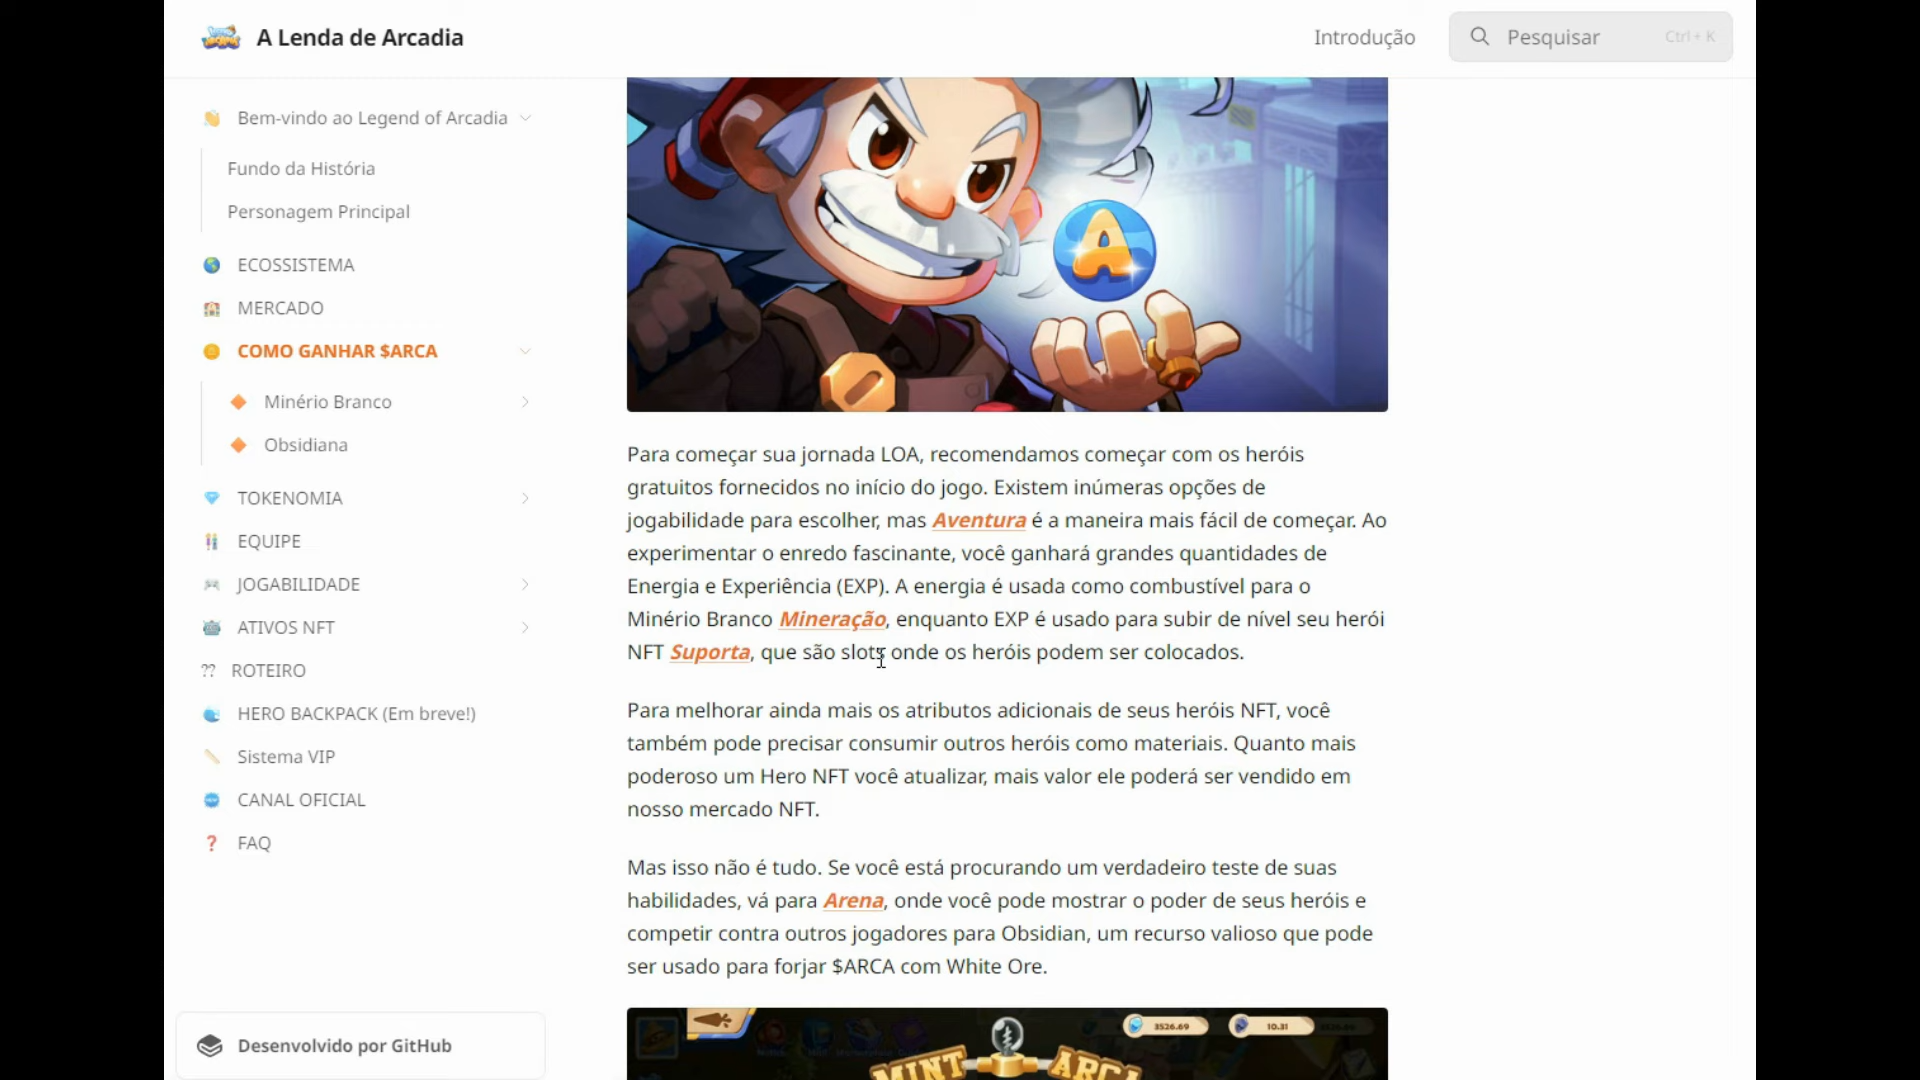 A Lenda de Arcadia
Introdução
Pesquisar
Ctrl + K
Bem-vindo ao Legend of Arcadia
Fundo da História
Personagem Principal
ECOSSISTEMA
MERCADO
COMO GANHAR $ARCA
Minério Branco
Obsidiana
TOKENOMIA
EQUIPE
JOGABILIDADE
ATIVOS NFT
?? ROTEIRO
HERO BACKPACK (Em breve!)
Sistema VIP
CANAL OFICIAL
FAQ
Desenvolvido por GitHub
A
Para começar sua jornada LOA, recomendamos começar com os heróis
gratuitos fornecidos no início do jogo. Existem inúmeras opções de
jogabilidade para escolher, mas Aventura é a maneira mais fácil de começar. Ao
experimentar o enredo fascinante, você ganhará grandes quantidades de
Energia e Experiência (EXP). A energia é usada como combustível para o
Minério Branco Mineração, enquanto EXP é usado para subir de nível seu herói
NFT Suporta, que são slots onde os heróis podem ser colocados.
Para melhorar ainda mais os atributos adicionais de seus heróis NFT, você
também pode precisar consumir outros heróis como materiais. Quanto mais
poderoso um Hero NFT você atualizar, mais valor ele poderá ser vendido em
nosso mercado NFT.
Mas isso não é tudo. Se você está procurando um verdadeiro teste de suas
habilidades, vá para Arena, onde você pode mostrar o poder de seus heróis e
competir contra outros jogadores para Obsidian, um recurso valioso que pode
ser usado para forjar $ARCA com White Ore.
3526.69
10.31
MINT ARCA